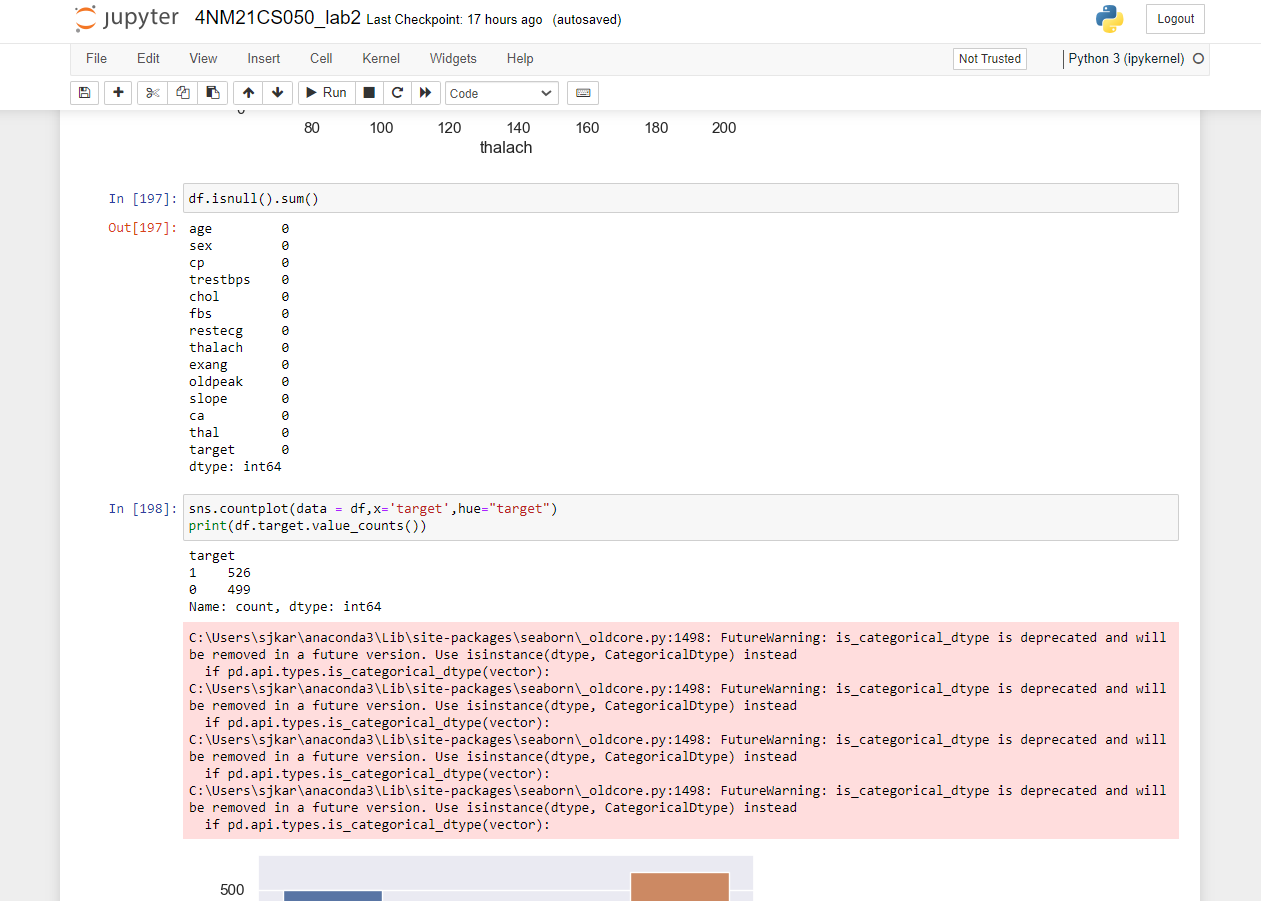 jupyter 4NM21CS050_lab2 Last Checkpoint: 17 hours ago (autosaved)
Logout
File Edit View Insert Cell Kernel Widgets Help
Not Trusted
Python 3 (ipykernel)
Run
Code
80 100 120 140 160 180 200
thalach
In [197]: df.isnull().sum()
Out[197]: age 0
sex 0
cp 0
trestbps 0
chol 0
fbs 0
restecg 0
thalach 0
exang 0
oldpeak 0
slope 0
ca 0
thal 0
target 0
dtype: int64
In [198]: sns.countplot(data = df,x='target',hue="target")
print(df.target.value_counts())
target
1 526
0 499
Name: count, dtype: int64
C:\Users\sjkar\anaconda3\Lib\site-packages\seaborn\_oldcore.py:1498: FutureWarning: is_categorical_dtype is deprecated and will
be removed in a future version. Use isinstance(dtype, CategoricalDtype) instead
if pd.api.types.is_categorical_dtype(vector):
C:\Users\sjkar\anaconda3\Lib\site-packages\seaborn\_oldcore.py:1498: FutureWarning: is_categorical_dtype is deprecated and will
be removed in a future version. Use isinstance(dtype, CategoricalDtype) instead
if pd.api.types.is_categorical_dtype(vector):
C:\Users\sjkar\anaconda3\Lib\site-packages\seaborn\_oldcore.py:1498: FutureWarning: is_categorical_dtype is deprecated and will
be removed in a future version. Use isinstance(dtype, CategoricalDtype) instead
if pd.api.types.is_categorical_dtype(vector):
C:\Users\sjkar\anaconda3\Lib\site-packages\seaborn\_oldcore.py:1498: FutureWarning: is_categorical_dtype is deprecated and will
be removed in a future version. Use isinstance(dtype, CategoricalDtype) instead
if pd.api.types.is_categorical_dtype(vector):
500